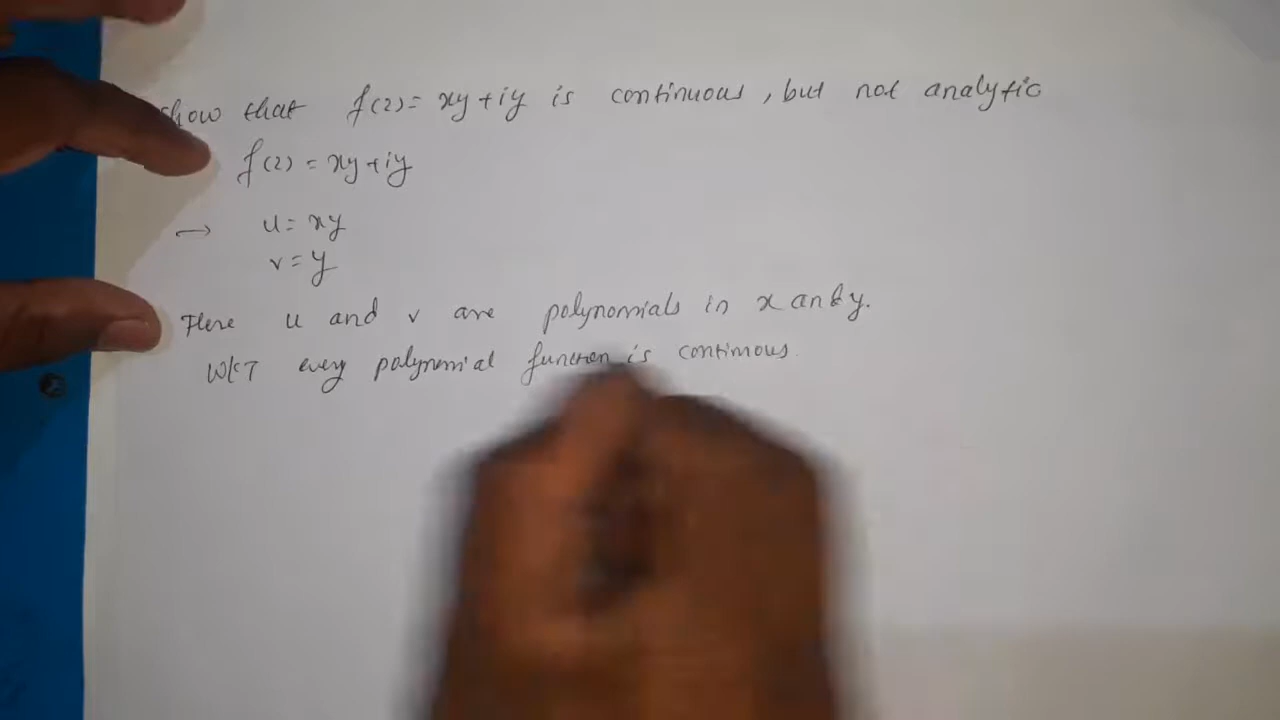 Show that f(z) = xy + iy is continuous, but not analytic
f(z) = xy + iy
→ u = xy
v = y
Here u and v are polynomials in x and y.
WKT every polynomial function is continuous.